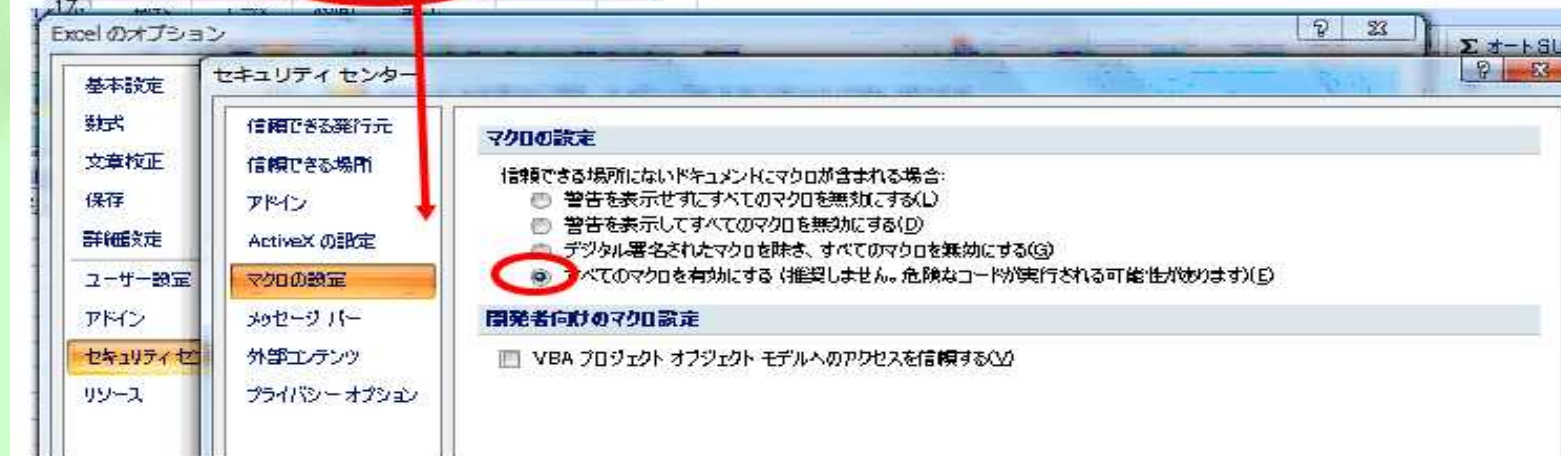 17
Excel のオプション
Σ オートSU
セキュリティ センター
基本設定
数式
文章校正
保存
詳細設定
ユーザー設定
アドイン
セキュリティ セ
リソース
信頼できる発行元
信頼できる場所
アドイン
ActiveX の設定
マクロの設定
メッセージ バー
外部コンテンツ
プライバシー オプション
マクロの設定
信頼できる場所にないドキュメントにマクロが含まれる場合:
警告を表示せずにすべてのマクロを無効にする(L)
警告を表示してすべてのマクロを無効にする(D)
デジタル署名されたマクロを除き、すべてのマクロを無効にする(G)
すべてのマクロを有効にする (推奨しません。危険なコードが実行される可能性があります)(E)
開発者向けのマクロ設定
VBA プロジェクト オブジェクト モデルへのアクセスを信頼する(V)